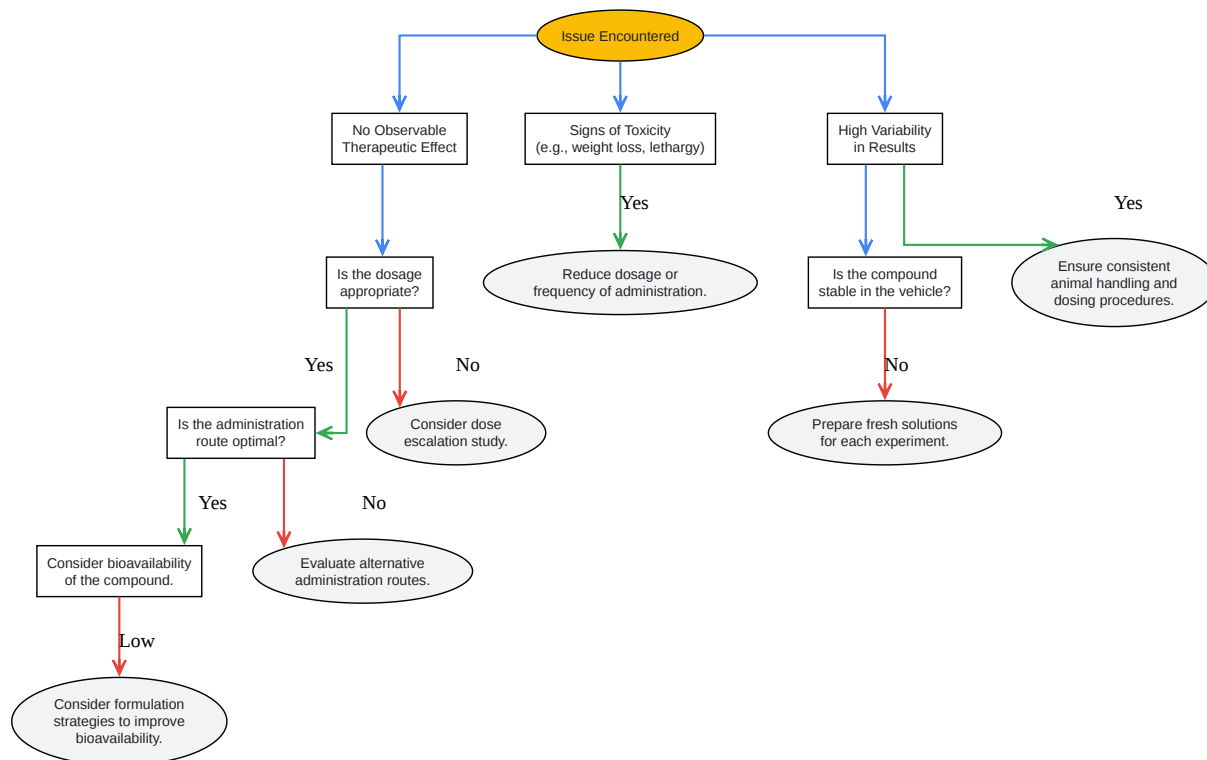 Issue Encountered
No Observable
Therapeutic Effect
Signs of Toxicity
(e.g., weight loss, lethargy)
High Variability
in Results
Yes
Yes
Is the dosage
appropriate?
Reduce dosage or
frequency of administration.
Is the compound
stable in the vehicle?
Ensure consistent
animal handling and
dosing procedures.
Yes
No
No
Is the administration
route optimal?
Consider dose
escalation study.
Prepare fresh solutions
for each experiment.
Yes
No
Consider bioavailability
of the compound.
Evaluate alternative
administration routes.
Low
Consider formulation
strategies to improve
bioavailability.